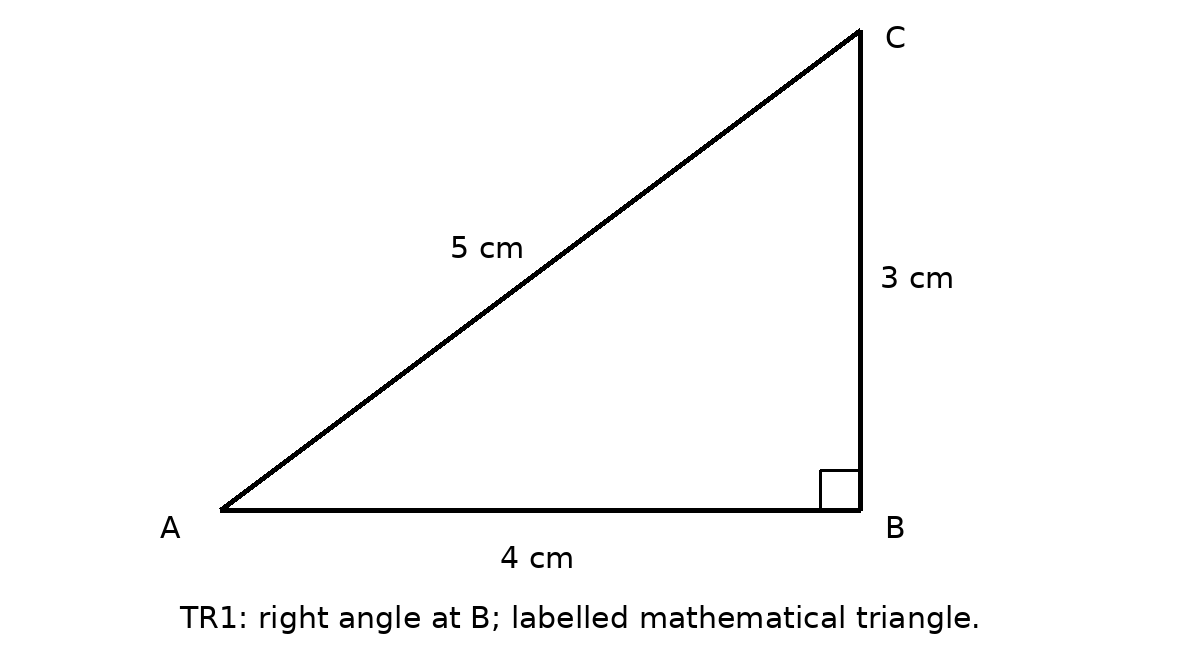 C
5 cm
3 cm
A
B
4 cm
TR1: right angle at B; labelled mathematical triangle.